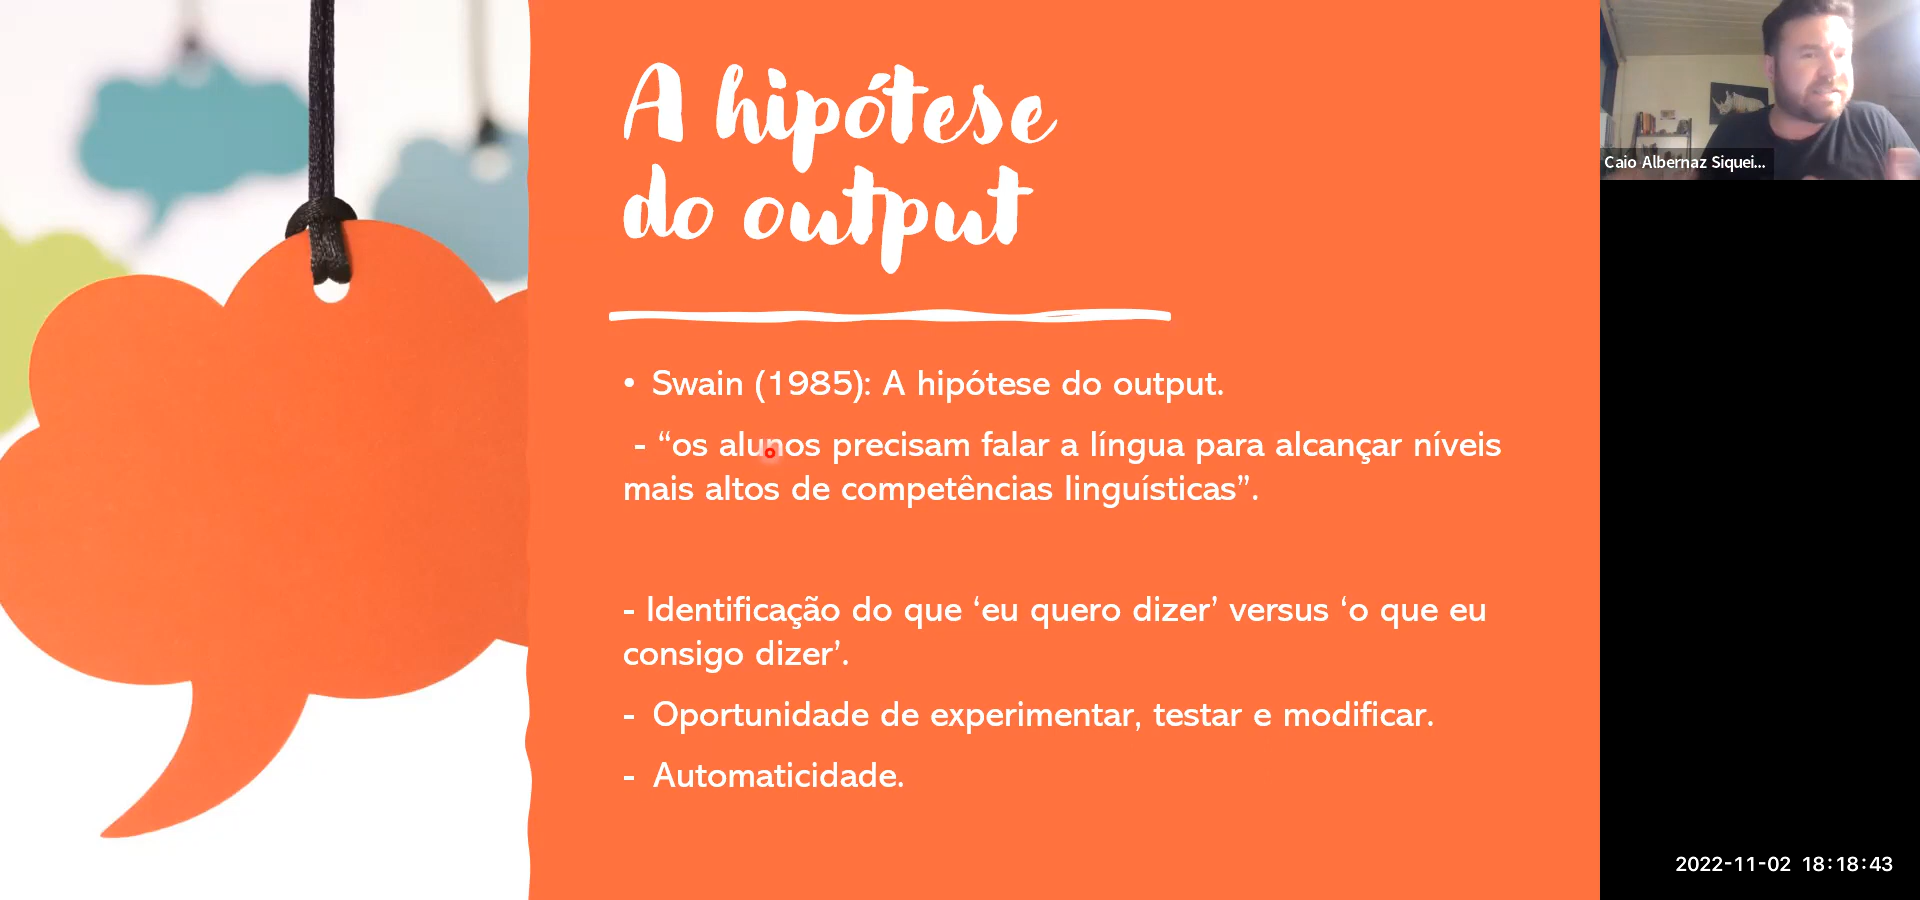 A hipótese
do output
• Swain (1985): A hipótese do output.
- “os alunos precisam falar a língua para alcançar níveis
mais altos de competências linguísticas”.
- Identificação do que ‘eu quero dizer’ versus ‘o que eu
consigo dizer’.
- Oportunidade de experimentar, testar e modificar.
- Automaticidade.
Caio Albernaz Siquei...
2022-11-02 18:18:43